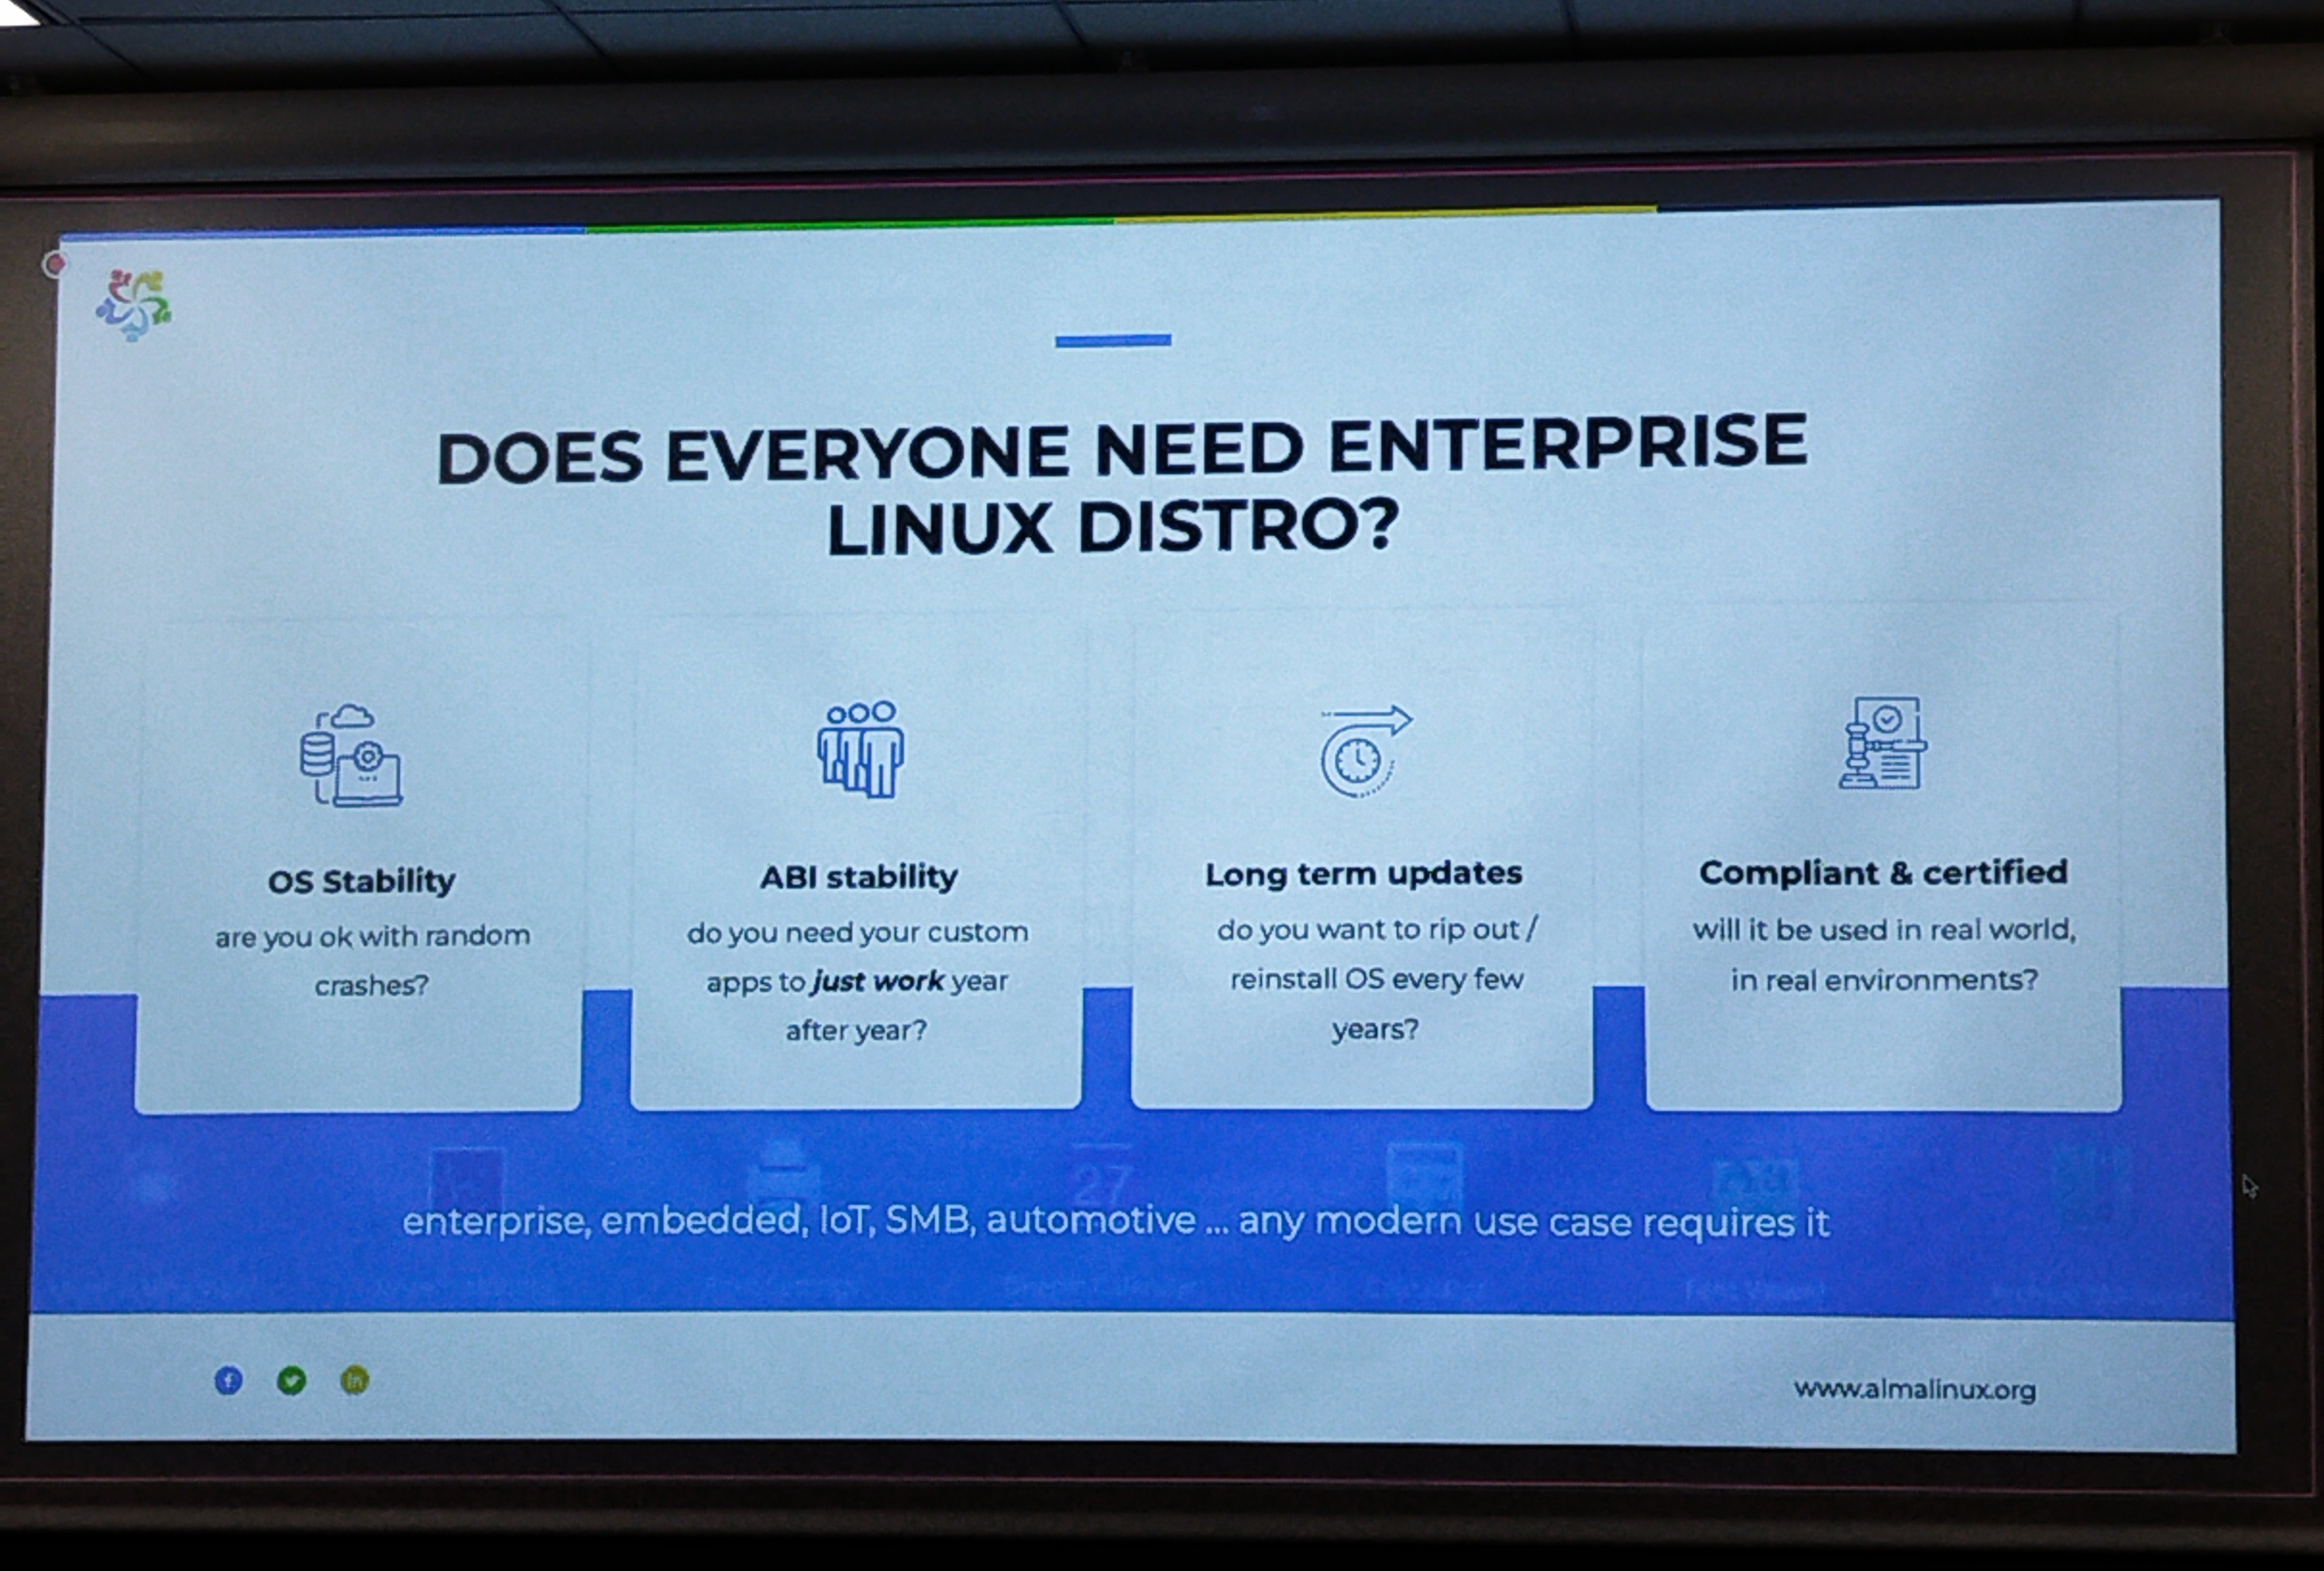 DOES EVERYONE NEED ENTERPRISE
LINUX DISTRO?
OS Stability
are you ok with random
crashes?
ABI stability
do you need your custom
apps to just work year
after year?
Long term updates
do you want to rip out /
reinstall OS every few
years?
Compliant & certified
will it be used in real world,
in real environments?
27
enterprise, embedded, IoT, SMB, automotive ... any modern use case requires it
f
in
www.almalinux.org